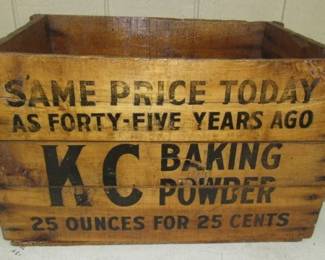 SAME PRICE TODAY
AS FORTY-FIVE YEARS AGO
KC BAKING
POWDER
25 OUNCES FOR 25 CENTS